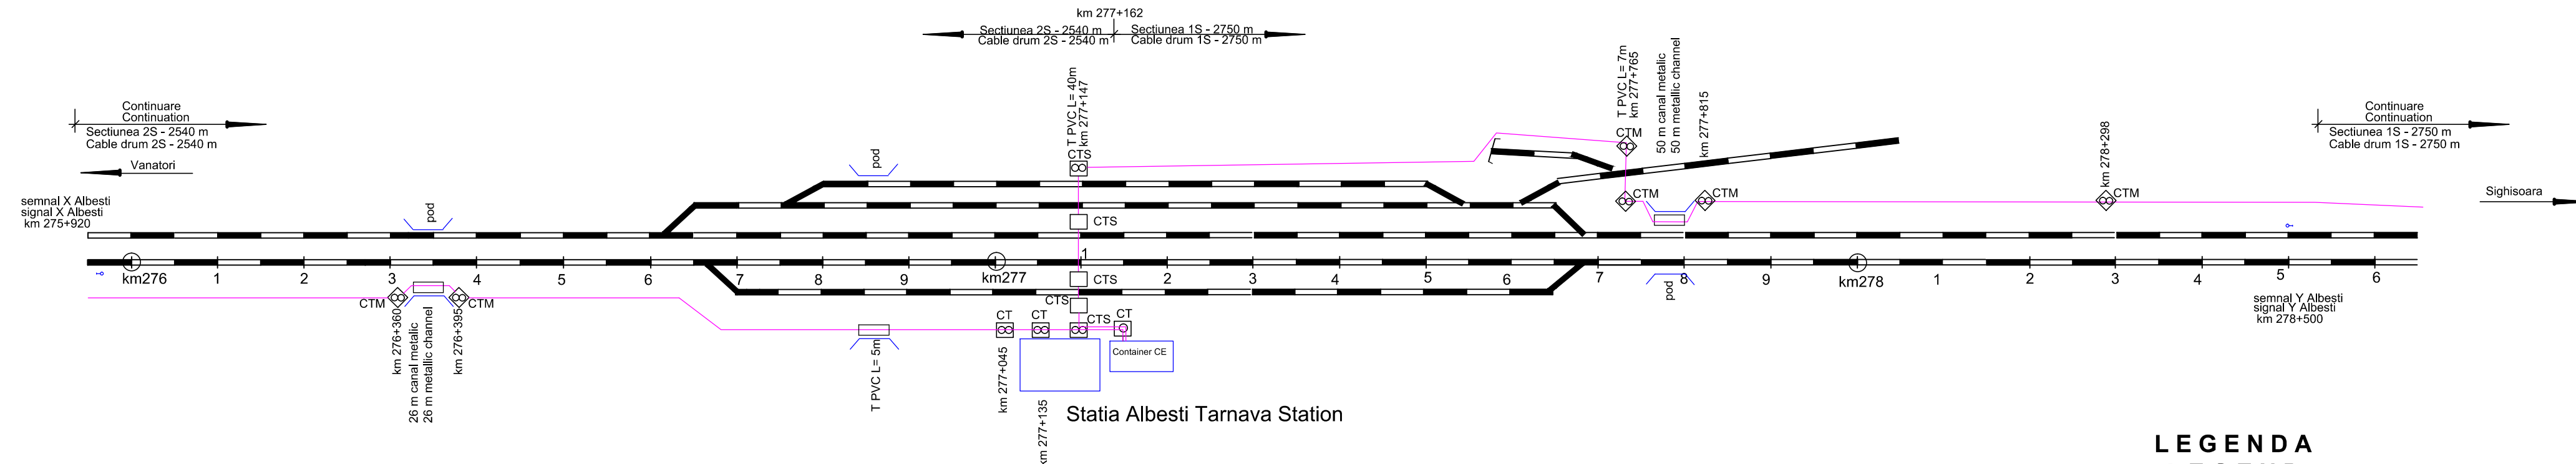 km 277+162
Sectiunea 2S - 2540 m
Cable drum 2S - 2540 m
Sectiunea 1S - 2750 m
Cable drum 1S - 2750 m
Continuare
Continuation
Sectiunea 2S - 2540 m
Cable drum 2S - 2540 m
Vanatori
semnal X Albesti
signal X Albesti
km 275+920
pod
pod
T PVC L= 40m
km 277+147
CTS
CTS
T PVC L= 7m
km 277+765
CTM
50 m canal metalic
50 m metallic channel
km 277+815
CTM
CTM
km 278+298
CTM
Continuare
Continuation
Sectiunea 1S - 2750 m
Cable drum 1S - 2750 m
Sighisoara
km276
1
2
3
4
5
6
7
8
9
km277
1
2
3
4
5
6
7
8
9
km278
1
2
3
4
5
6
CTM
CTM
km 276+360
26 m canal metalic
26 m metallic channel
km 276+395
T PVC L= 5m
CTS
CTS
CT
CT
CTS
CT
km 277+045
km 277+135
Container CE
pod
semnal Y Albesti
signal Y Albesti
km 278+500
Statia Albesti Tarnava Station
LEGENDA